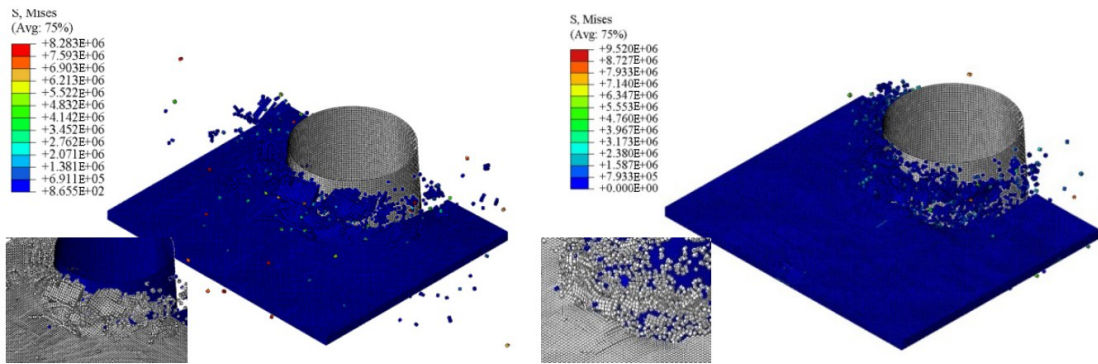 S, Mises
(Avg: 75%)
+8.283E+06
+7.593E+06
+6.903E+06
+6.213E+06
+5.522E+06
+4.832E+06
+4.142E+06
+3.452E+06
+2.762E+06
+2.071E+06
+1.381E+06
+6.911E+05
+8.655E+02
S, Mises
(Avg: 75%)
+9.520E+06
+8.727E+06
+7.933E+06
+7.140E+06
+6.347E+06
+5.553E+06
+4.760E+06
+3.967E+06
+3.173E+06
+2.380E+06
+1.587E+06
+7.933E+05
+0.000E+00